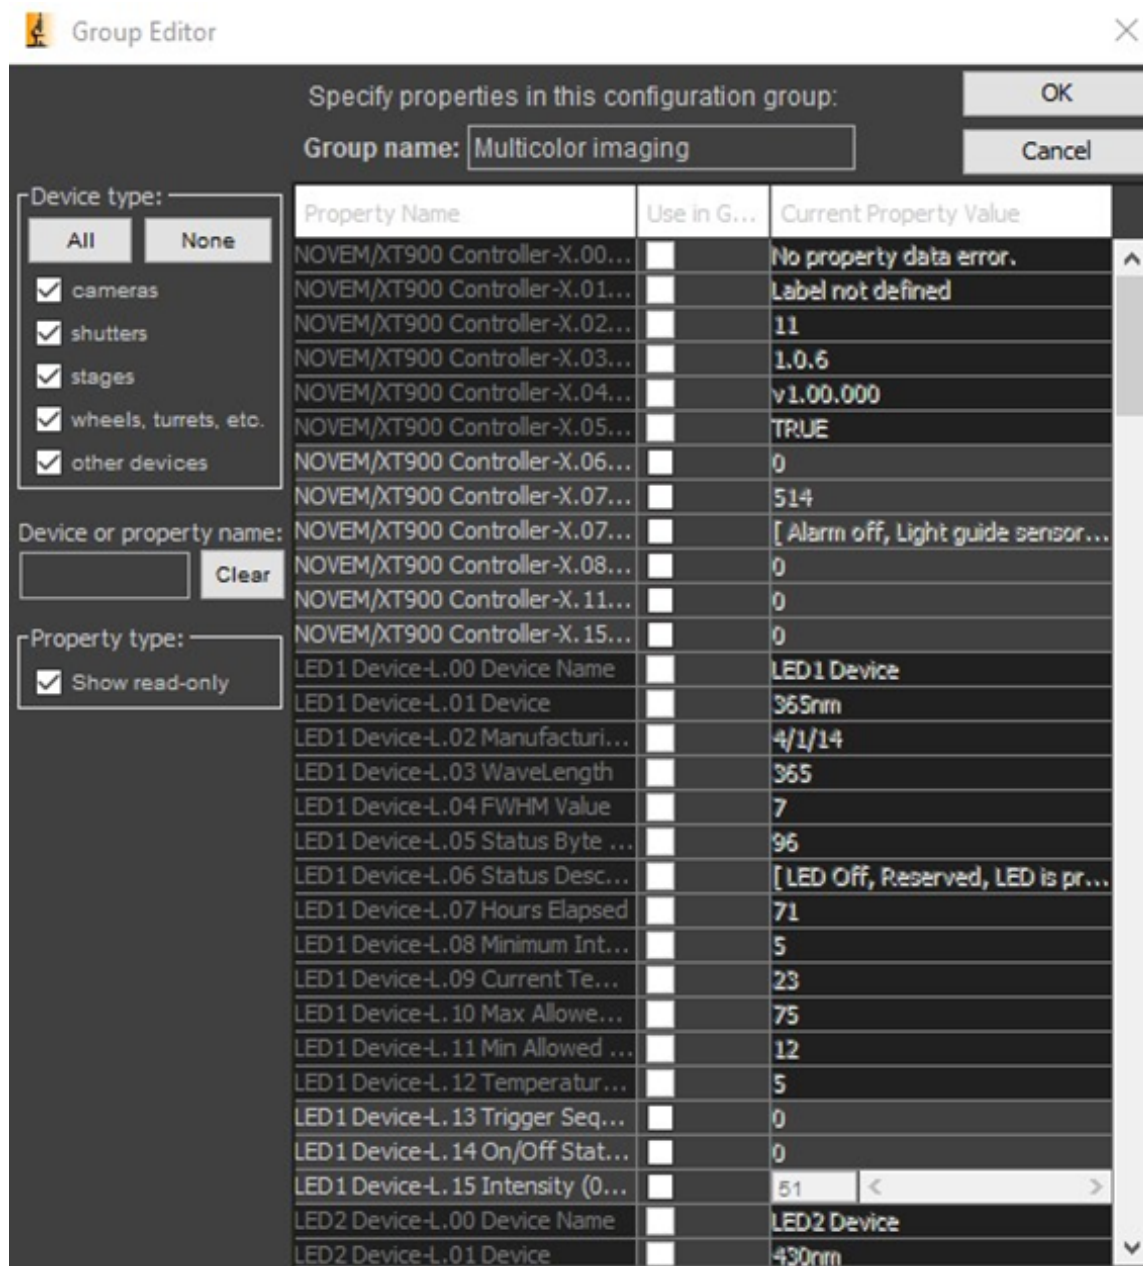 Group Editor
Specify properties in this configuration group:
OK
Group name: Multicolor imaging
Cancel
Device type:
All None
cameras
shutters
stages
wheels, turrets, etc.
other devices
Device or property name:
Clear
Property type:
Show read-only
Property Name Use in G... Current Property Value
NOVEM/XT900 Controller-X.00... No property data error.
NOVEM/XT900 Controller-X.01... Label not defined
NOVEM/XT900 Controller-X.02... 11
NOVEM/XT900 Controller-X.03... 1.0.6
NOVEM/XT900 Controller-X.04... v1.00.000
NOVEM/XT900 Controller-X.05... TRUE
NOVEM/XT900 Controller-X.06... 0
NOVEM/XT900 Controller-X.07... 514
NOVEM/XT900 Controller-X.07... [ Alarm off, Light guide sensor...
NOVEM/XT900 Controller-X.08... 0
NOVEM/XT900 Controller-X.11... 0
NOVEM/XT900 Controller-X.15... 0
LED1 Device-L.00 Device Name LED1 Device
LED1 Device-L.01 Device 365nm
LED1 Device-L.02 Manufacturi... 4/1/14
LED1 Device-L.03 WaveLength 365
LED1 Device-L.04 FWHM Value 7
LED1 Device-L.05 Status Byte ... 96
LED1 Device-L.06 Status Desc... [ LED Off, Reserved, LED is pr...
LED1 Device-L.07 Hours Elapsed 71
LED1 Device-L.08 Minimum Int... 5
LED1 Device-L.09 Current Te... 23
LED1 Device-L.10 Max Allowe... 75
LED1 Device-L.11 Min Allowed ... 12
LED1 Device-L.12 Temperatur... 5
LED1 Device-L.13 Trigger Seq... 0
LED1 Device-L.14 On/Off Stat... 0
LED1 Device-L.15 Intensity (0... 51
LED2 Device-L.00 Device Name LED2 Device
LED2 Device-L.01 Device 430nm